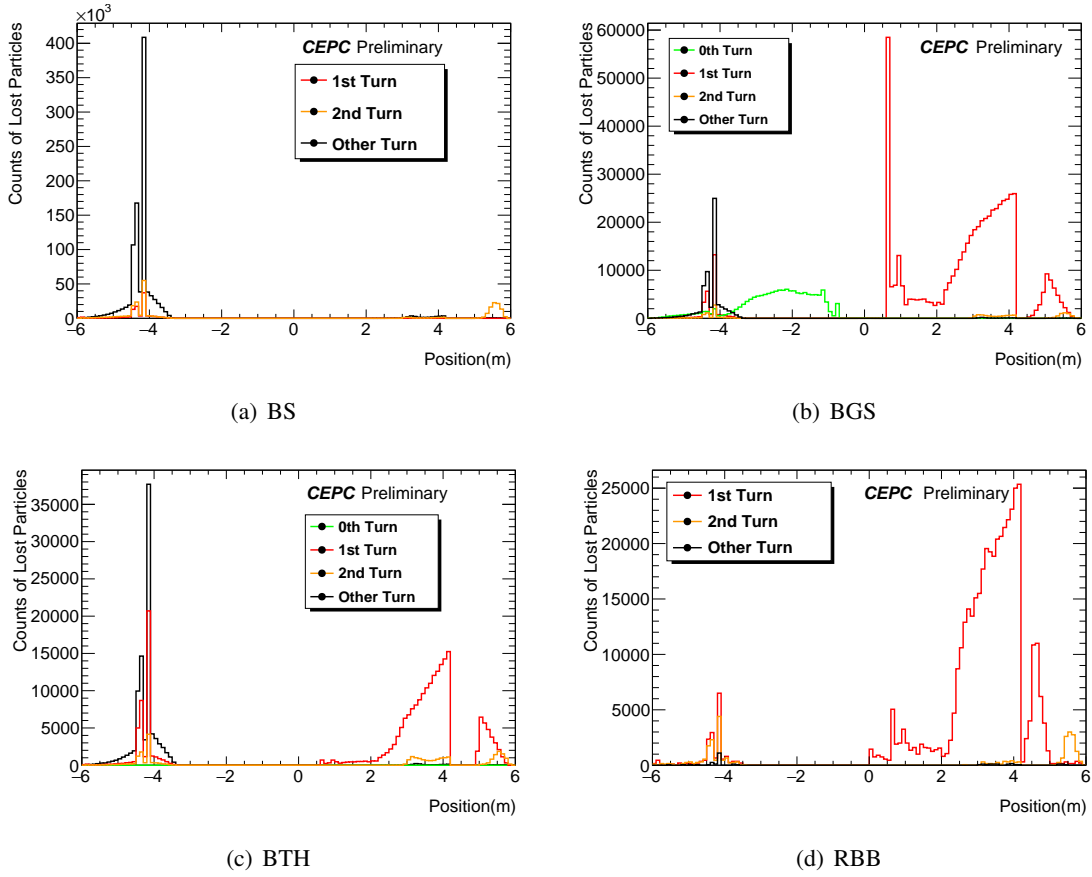 ×10³
400
350
300
250
200
150
100
50
0
Counts of Lost Particles
CEPC Preliminary
1st Turn
2nd Turn
Other Turn
−6 −4 −2 0 2 4 6
Position(m)
(a) BS
60000
50000
40000
30000
20000
10000
0
Counts of Lost Particles
CEPC Preliminary
0th Turn
1st Turn
2nd Turn
Other Turn
−6 −4 −2 0 2 4 6
Position(m)
(b) BGS
35000
30000
25000
20000
15000
10000
5000
0
Counts of Lost Particles
CEPC Preliminary
0th Turn
1st Turn
2nd Turn
Other Turn
−6 −4 −2 0 2 4 6
Position(m)
(c) BTH
25000
20000
15000
10000
5000
0
Counts of Lost Particles
CEPC Preliminary
1st Turn
2nd Turn
Other Turn
−6 −4 −2 0 2 4 6
Position(m)
(d) RBB